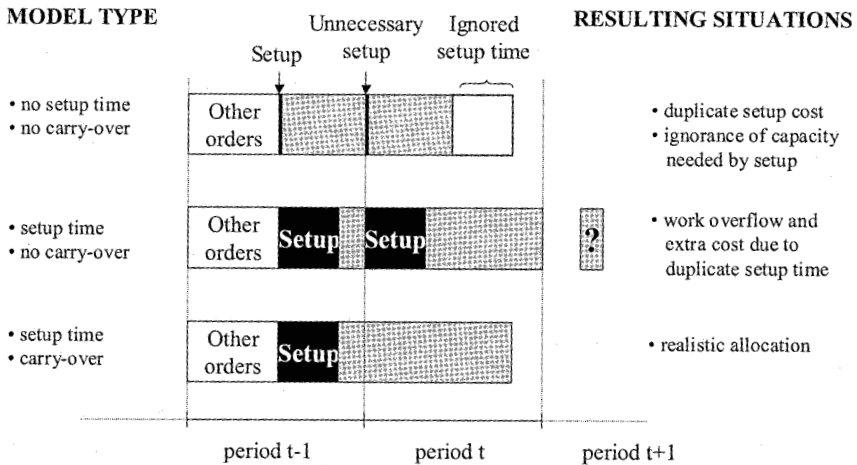 MODEL TYPE
Unnecessary
setup
Ignored
setup time
RESULTING SITUATIONS
Setup
• no setup time
• no carry-over
Other
orders
• duplicate setup cost
• ignorance of capacity
needed by setup
• setup time
• no carry-over
Other
orders
Setup
Setup
?
• work overflow and
extra cost due to
duplicate setup time
• setup time
• carry-over
Other
orders
Setup
• realistic allocation
period t-1
period t
period t+1